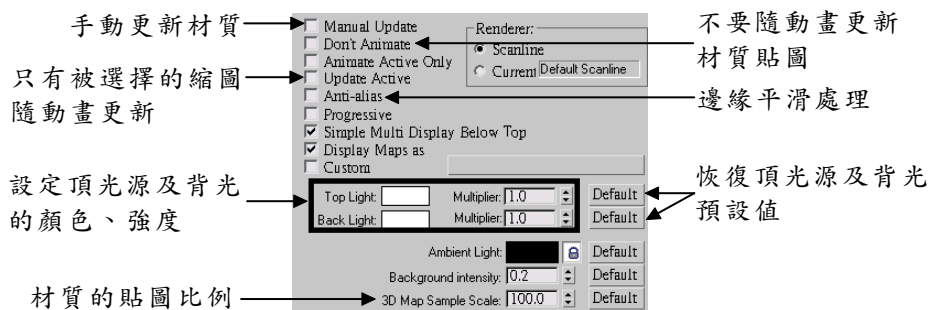 手動更新材質
只有被選擇的縮圖
隨動畫更新
設定頂光源及背光
的顏色、強度
材質的貼圖比例
Manual Update
Don't Animate
Animate Active Only
Update Active
Anti-alias
Progressive
Simple Multi Display Below Top
Display Maps as
Custom
Renderer:
Scanline
Current Default Scanline
Top Light: Multiplier: 1.0 Default
Back Light: Multiplier: 1.0 Default
Ambient Light: Default
Background intensity: 0.2 Default
3D Map Sample Scale: 100.0 Default
不要隨動畫更新
材質貼圖
邊緣平滑處理
恢復頂光源及背光
預設值